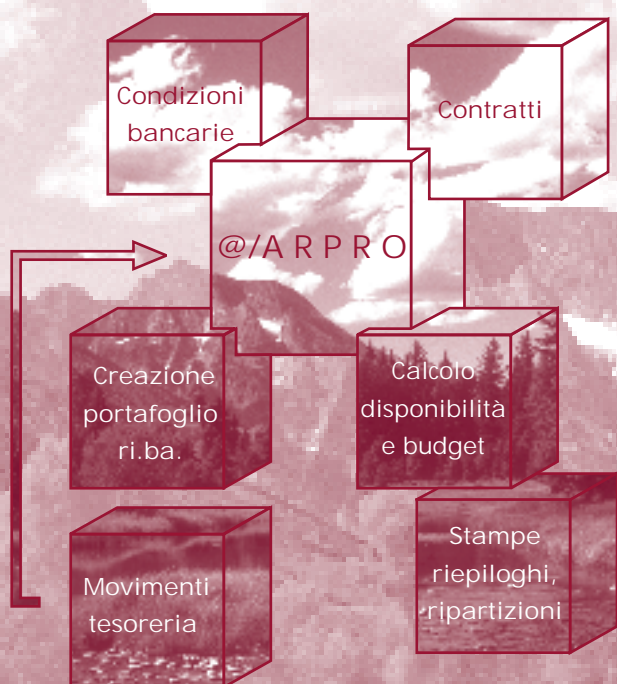 Condizioni
bancarie
Contratti
@/ARPRO
Creazione
portafoglio
ri.ba.
Calcolo
disponibilità
e budget
Movimenti
tesoreria
Stampe
riepiloghi,
ripartizioni